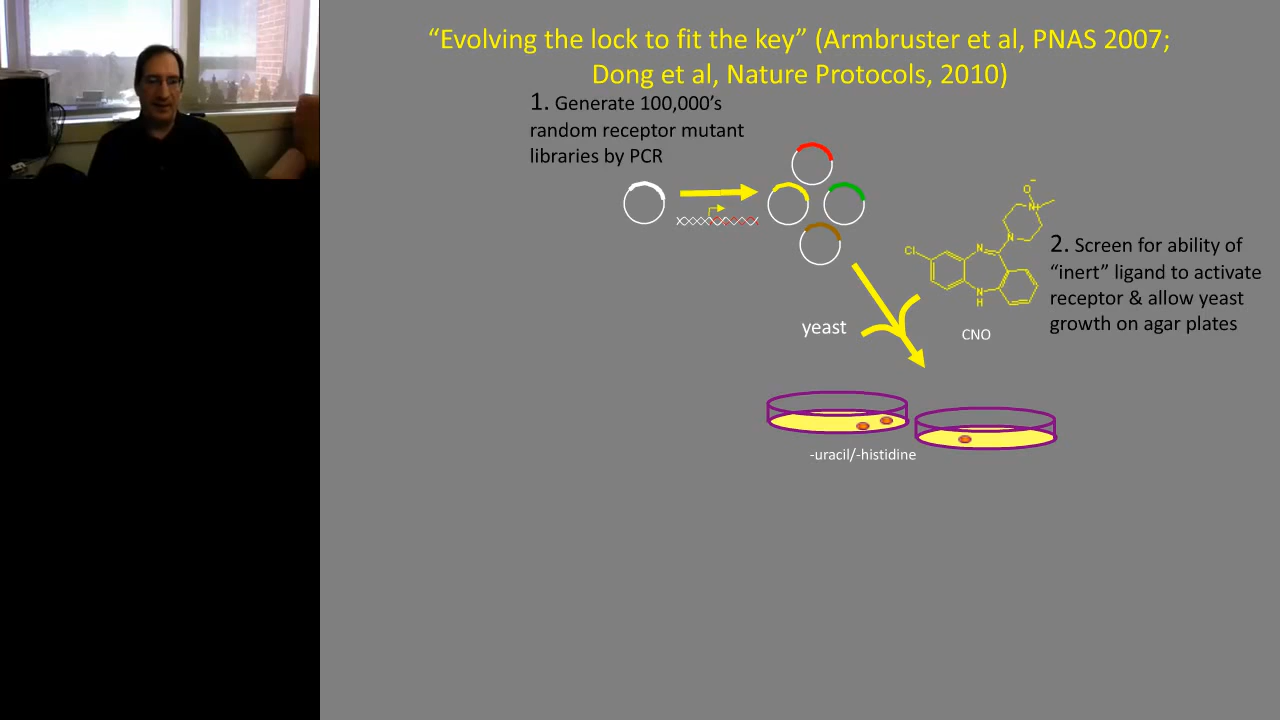 “Evolving the lock to fit the key” (Armbruster et al, PNAS 2007;
Dong et al, Nature Protocols, 2010)
1. Generate 100,000’s
random receptor mutant
libraries by PCR
O
-
N
+
N
N
Cl
N
H
2. Screen for ability of
“inert” ligand to activate
receptor & allow yeast
growth on agar plates
yeast
CNO
-uracil/-histidine